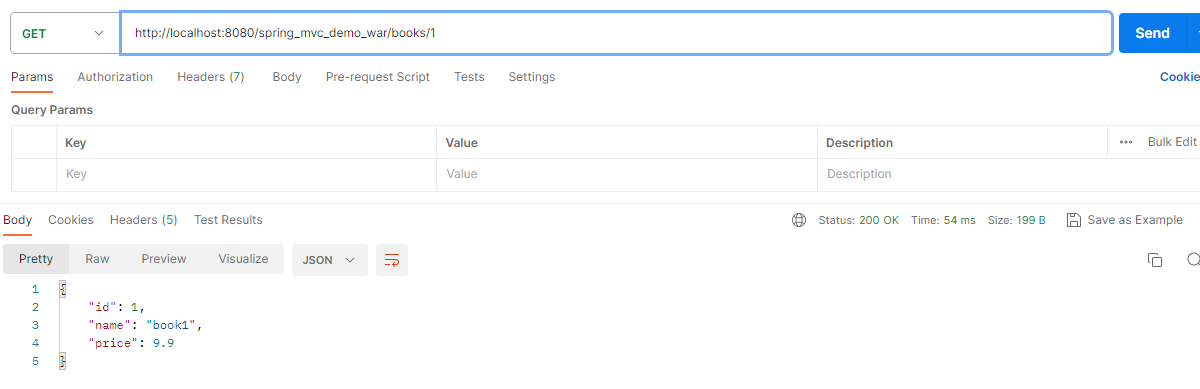 GET http://localhost:8080/spring_mvc_demo_war/books/1 Send
Params Authorization Headers (7) Body Pre-request Script Tests Settings Cookie
Query Params
Key Value Description Bulk Edit
Key Value Description
Body Cookies Headers (5) Test Results Status: 200 OK Time: 54 ms Size: 199 B Save as Example
Pretty Raw Preview Visualize JSON
1 {
2 "id": 1,
3 "name": "book1",
4 "price": 9.9
5 }